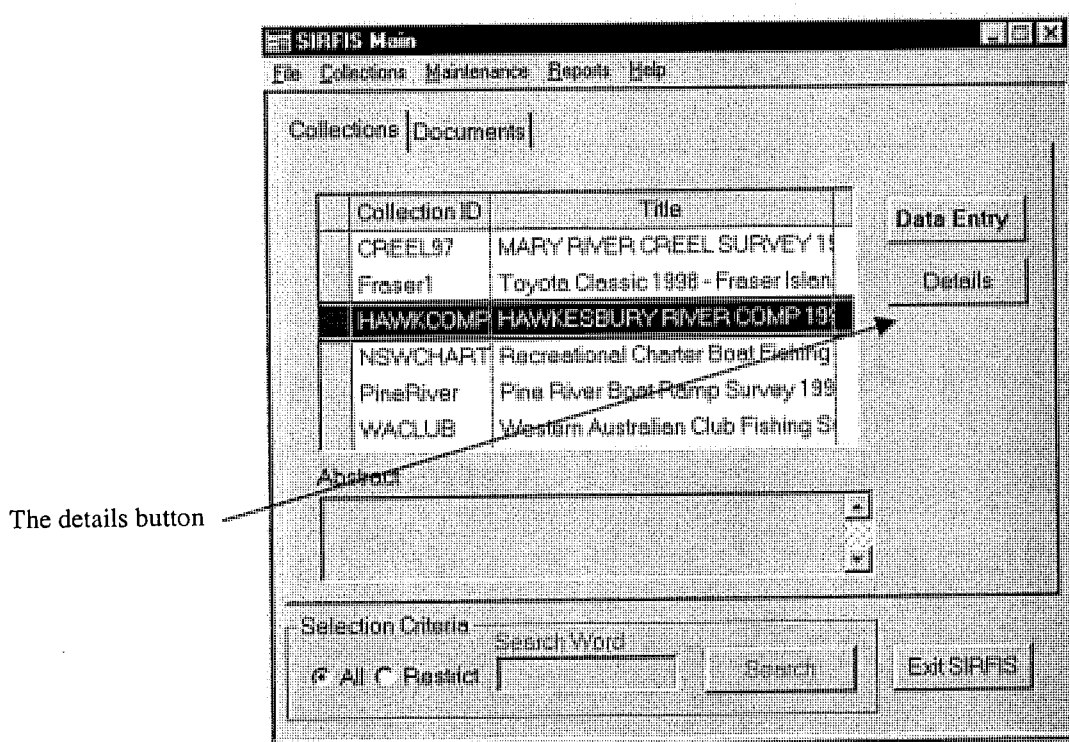 SIRFIS Main
File Collections Maintenance Reports Help
Collections Documents
Collection ID Title
CREEL97 MARY RIVER CREEL SURVEY 19
Fraser1 Toyota Classic 1998 - Fraser Islan
HAWKCOMP HAWKESBURY RIVER COMP 199
NSWCHART Recreational Charter Boat Fishing
PineRiver Pine River Boat Ramp Survey 199
WACLUB Western Australian Club Fishing S
Data Entry
Details
Abstract
The details button
Selection Criteria
Search Word
All Restrict Search
Exit SIRFIS